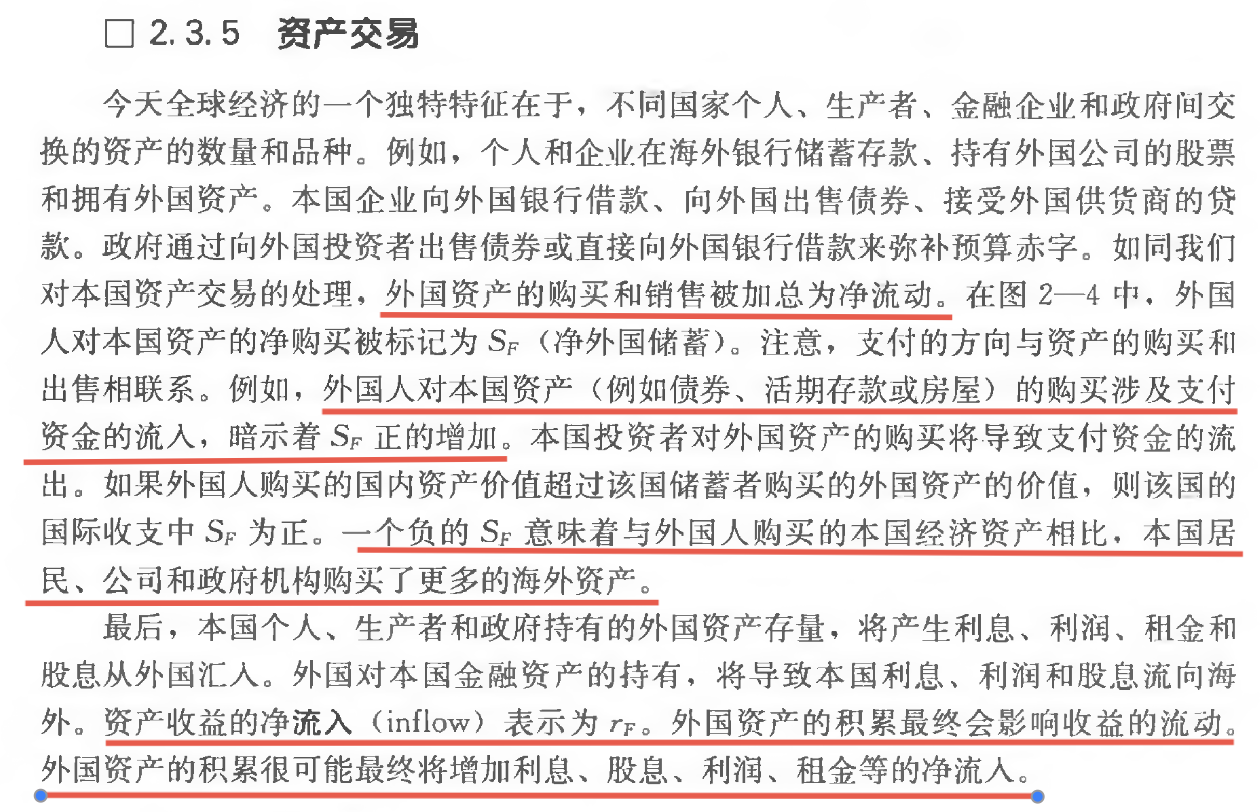 □ 2.3.5 资产交易
今天全球经济的一个独特特征在于，不同国家个人、生产者、金融企业和政府间交
换的资产的数量和品种。例如，个人和企业在海外银行储蓄存款、持有外国公司的股票
和拥有外国资产。本国企业向外国银行借款、向外国出售债券、接受外国供货商的贷
款。政府通过向外国投资者出售债券或直接向外国银行借款来弥补预算赤字。如同我们
对本国资产交易的处理，外国资产的购买和销售被加总为净流动。在图 2—4 中，外国
人对本国资产的净购买被标记为 S_F（净外国储蓄）。注意，支付的方向与资产的购买和
出售相联系。例如，外国人对本国资产（例如债券、活期存款或房屋）的购买涉及支付
资金的流入，暗示着 S_F 正的增加。本国投资者对外国资产的购买将导致支付资金的流
出。如果外国人购买的国内资产价值超过该国储蓄者购买的外国资产的价值，则该国的
国际收支中 S_F 为正。一个负的 S_F 意味着与外国人购买的本国经济资产相比，本国居
民、公司和政府机构购买了更多的海外资产。
最后，本国个人、生产者和政府持有的外国资产存量，将产生利息、利润、租金和
股息从外国汇入。外国对本国金融资产的持有，将导致本国利息、利润和股息流向海
外。资产收益的净流入（inflow）表示为 r_F。外国资产的积累最终会影响收益的流动。
外国资产的积累很可能最终将增加利息、股息、利润、租金等的净流入。